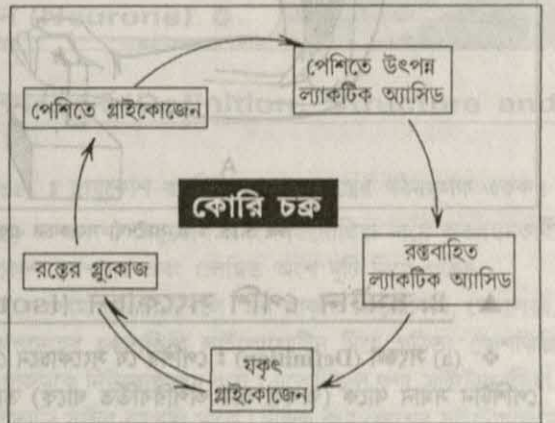 পেশিতে উৎপন্ন
ল্যাকটিক অ্যাসিড
পেশিতে গ্লাইকোজেন
কোরি চক্র
রক্তের গ্লুকোজ
রক্তবাহিত
ল্যাকটিক অ্যাসিড
যকৃৎ
গ্লাইকোজেন